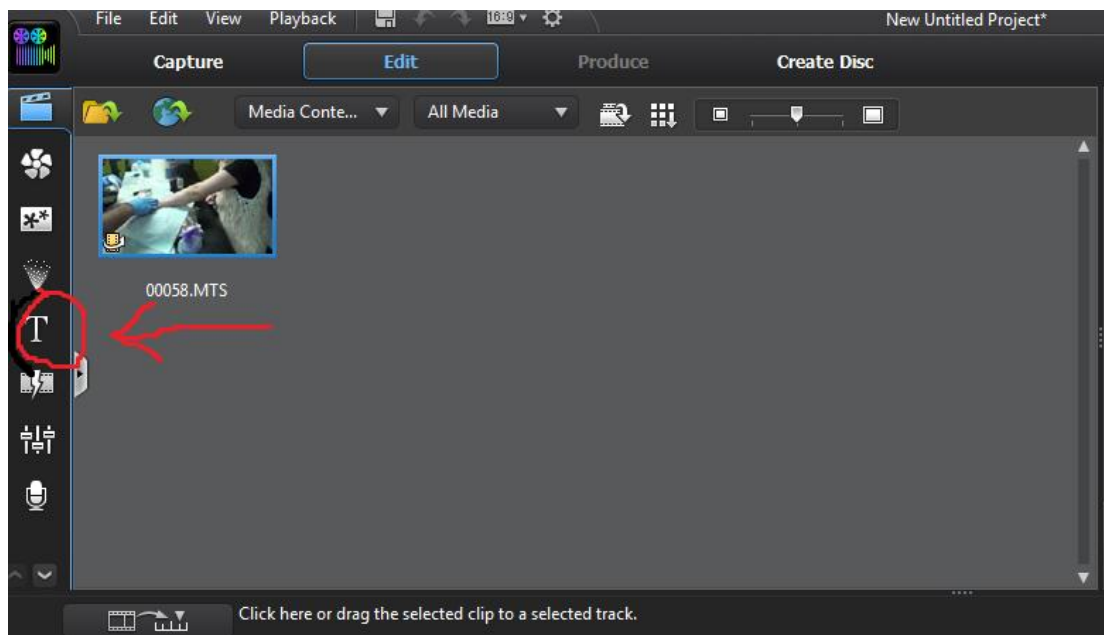 File Edit View Playback 16:9 New Untitled Project*
Capture Edit Produce Create Disc
Media Conte... All Media
00058.MTS
T
Click here or drag the selected clip to a selected track.